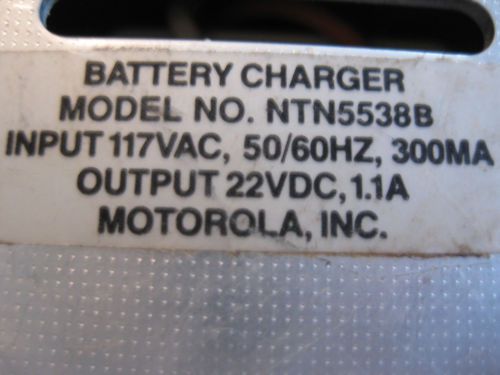 BATTERY CHARGER
MODEL NO. NTN5538B
INPUT 117VAC, 50/60HZ, 300MA
OUTPUT 22VDC, 1.1A
MOTOROLA, INC.